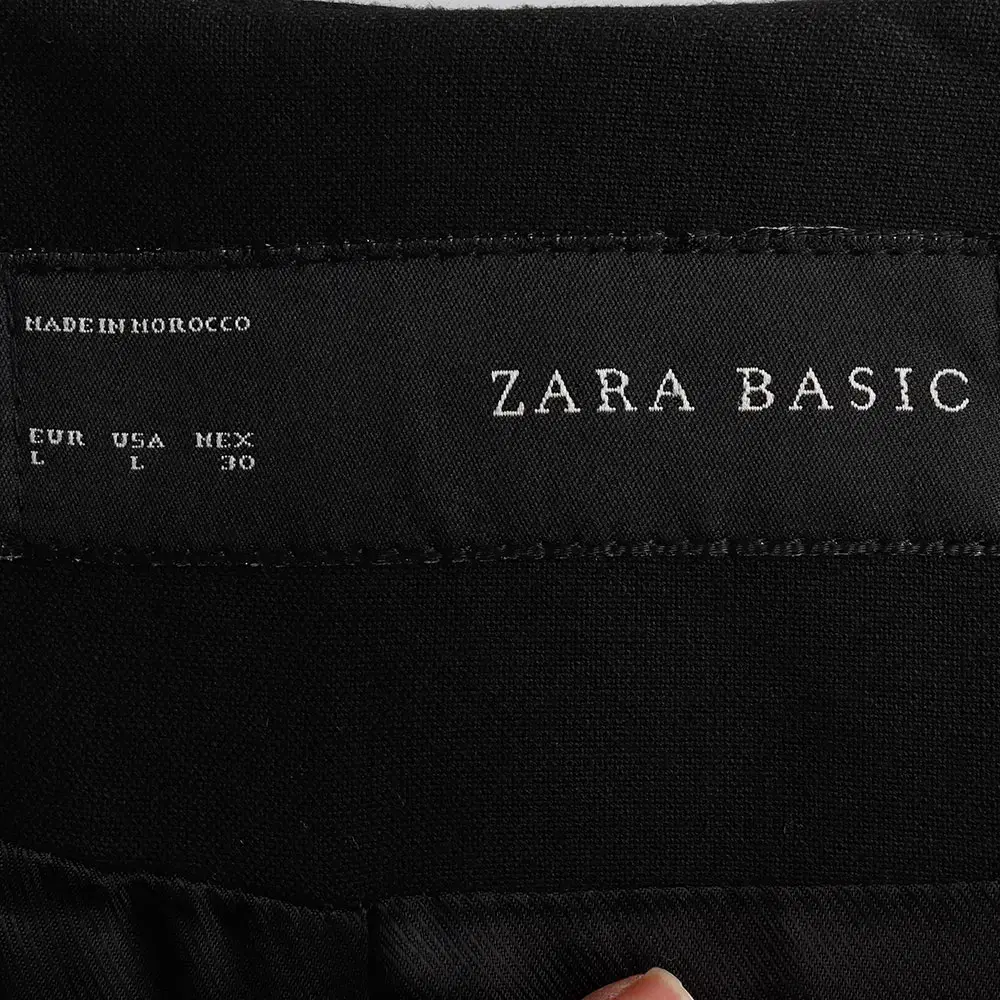 MADE IN MOROCCO
ZARA BASIC
EUR USA MEX
L L 30